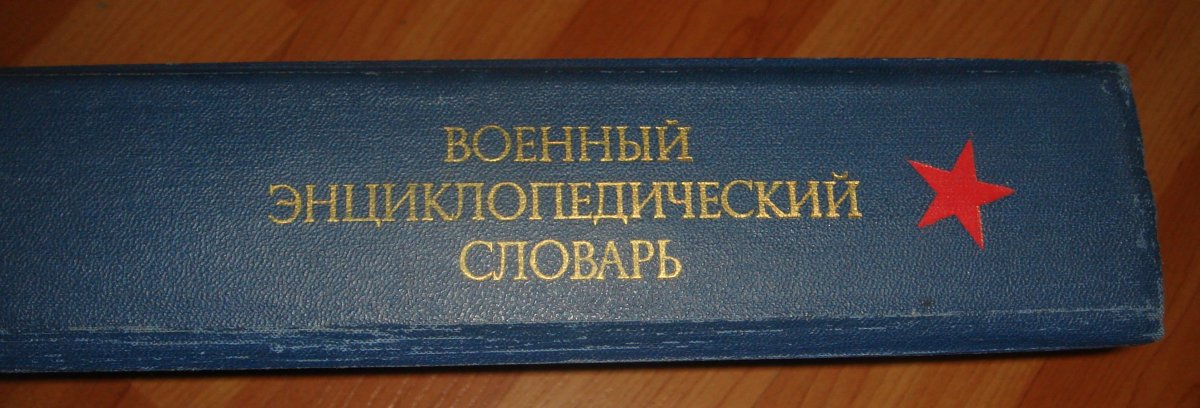 ВОЕННЫЙ
ЭНЦИКЛОПЕДИЧЕСКИЙ
СЛОВАРЬ